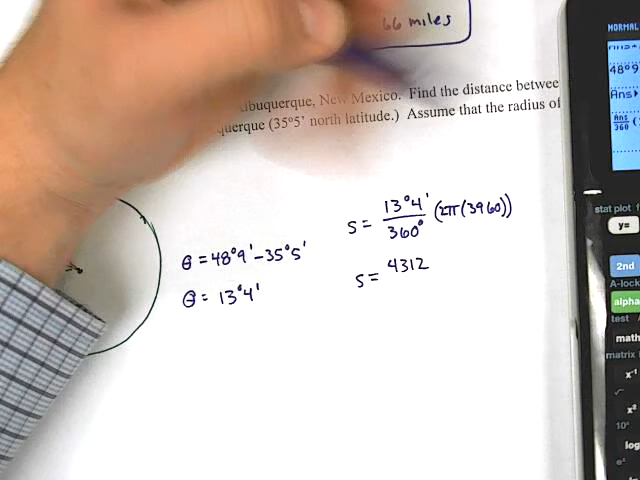 66 miles
buquerque, New Mexico. Find the distance betwee
querque (35°5' north latitude.) Assume that the radius of
θ = 48°9' - 35°5'
θ = 13°4'
s = 13°4' / 360° (2π(3960))
s = 4312
NORMAL
48°9
Ans▸
Ans
360
stat plot f
y=
2nd
A-lock
alpha
test
math
matrix
x⁻¹
√
x²
10ˣ
log
eˣ